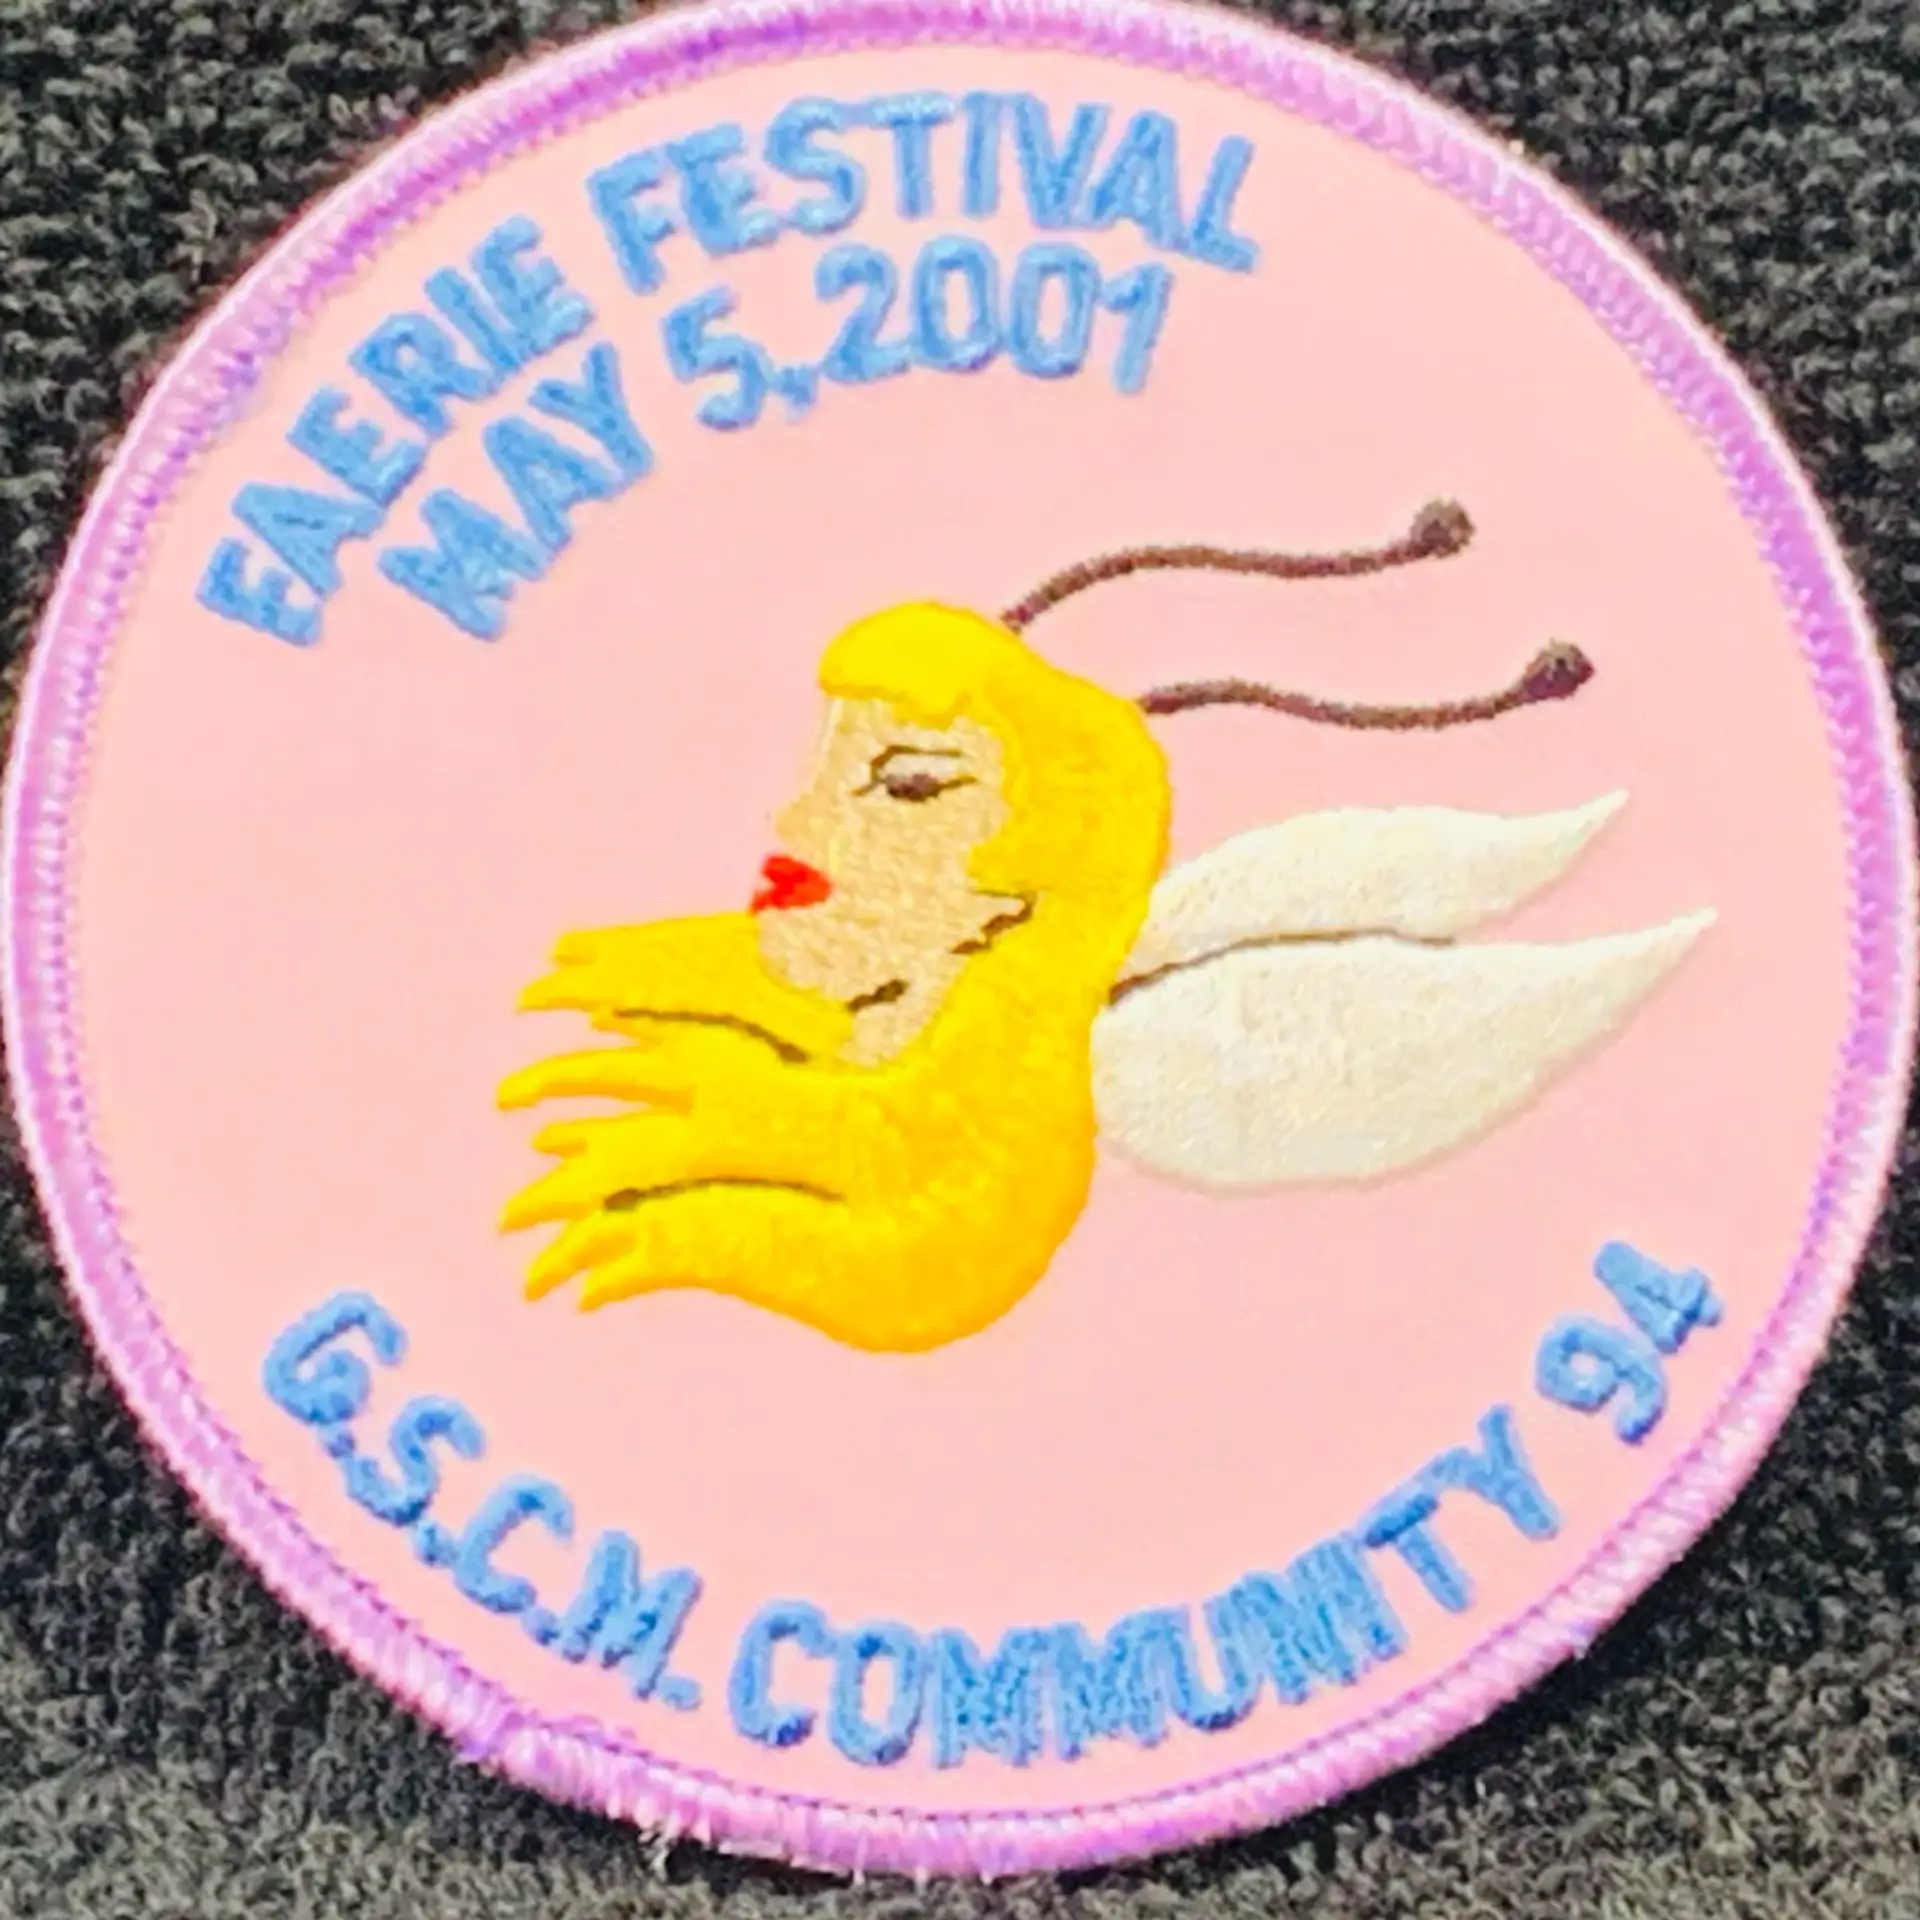 FAERIE FESTIVAL
MAY 5,2001
G.S.C.M. COMMUNITY 94